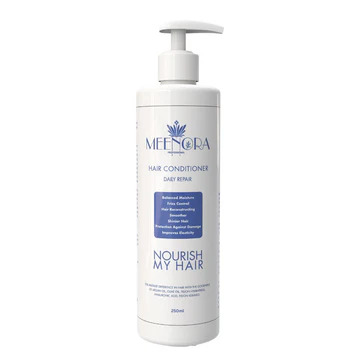 MEENORA
HAIR CONDITIONER
DAILY REPAIR
Balanced Moisture
Frizz Control
Hair Reconstructing
Smoother
Shinier Hair
Protection Against Damage
Improves Elasticity
NOURISH
MY HAIR
250ml